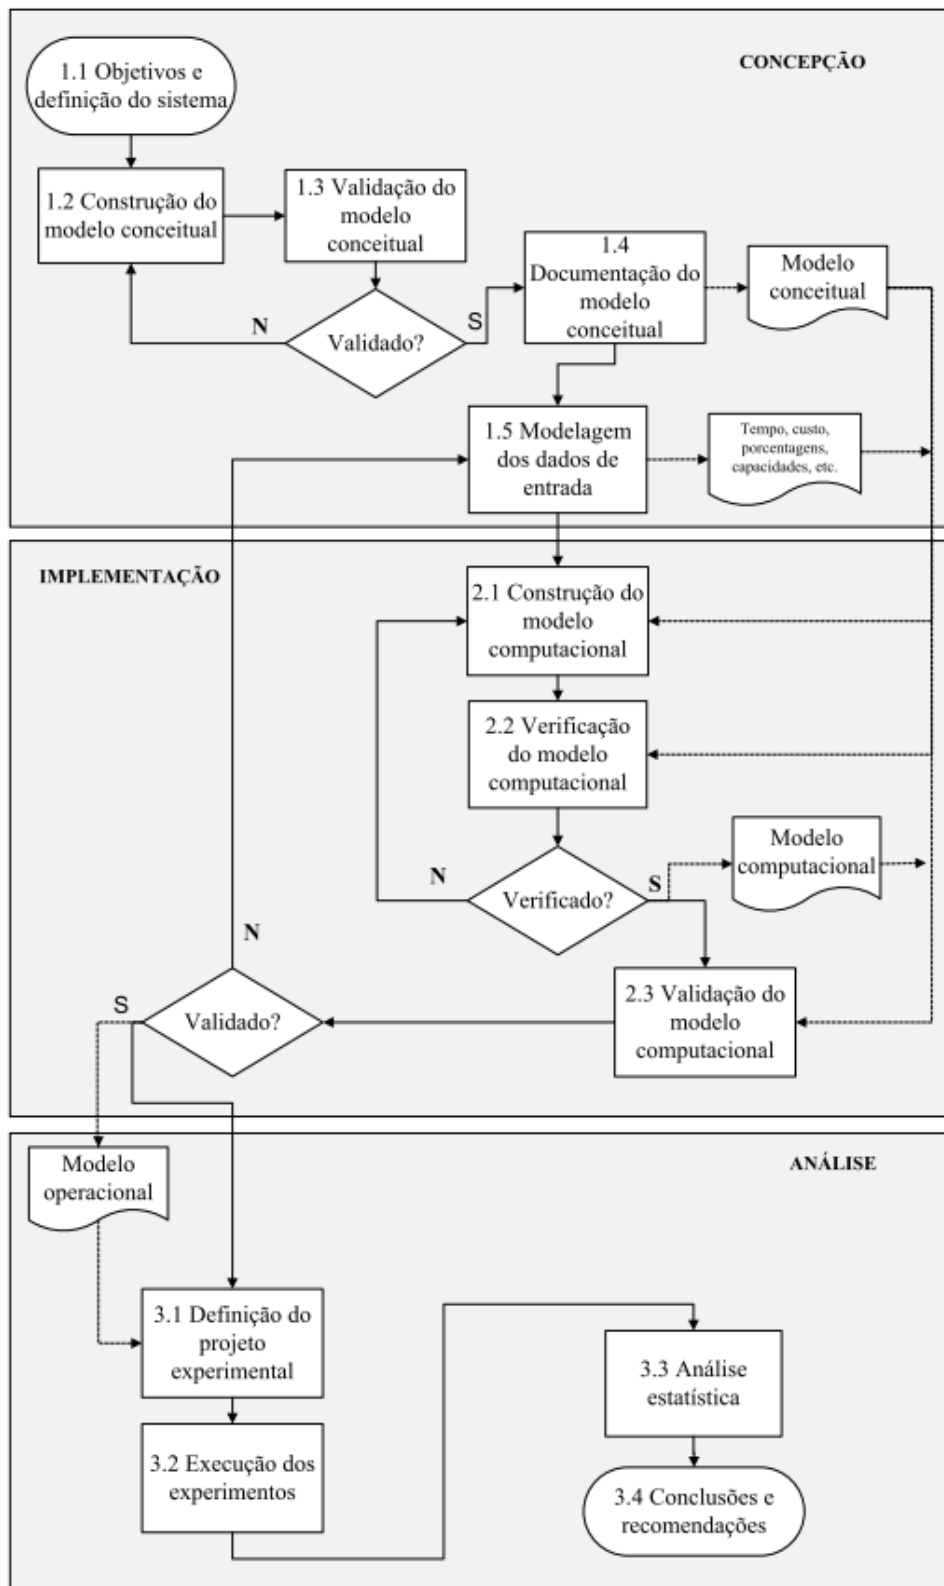 CONCEPÇÃO
1.1 Objetivos e
definição do sistema
1.2 Construção do
modelo conceitual
1.3 Validação do
modelo
conceitual
Validado?
N
S
1.4
Documentação do
modelo
conceitual
Modelo
conceitual
1.5 Modelagem
dos dados de
entrada
Tempo, custo,
porcentagens,
capacidades, etc.
IMPLEMENTAÇÃO
2.1 Construção do
modelo
computacional
2.2 Verificação
do modelo
computacional
Verificado?
N
S
Modelo
computacional
2.3 Validação do
modelo
computacional
Validado?
N
S
ANÁLISE
Modelo
operacional
3.1 Definição do
projeto
experimental
3.2 Execução dos
experimentos
3.3 Análise
estatística
3.4 Conclusões e
recomendações